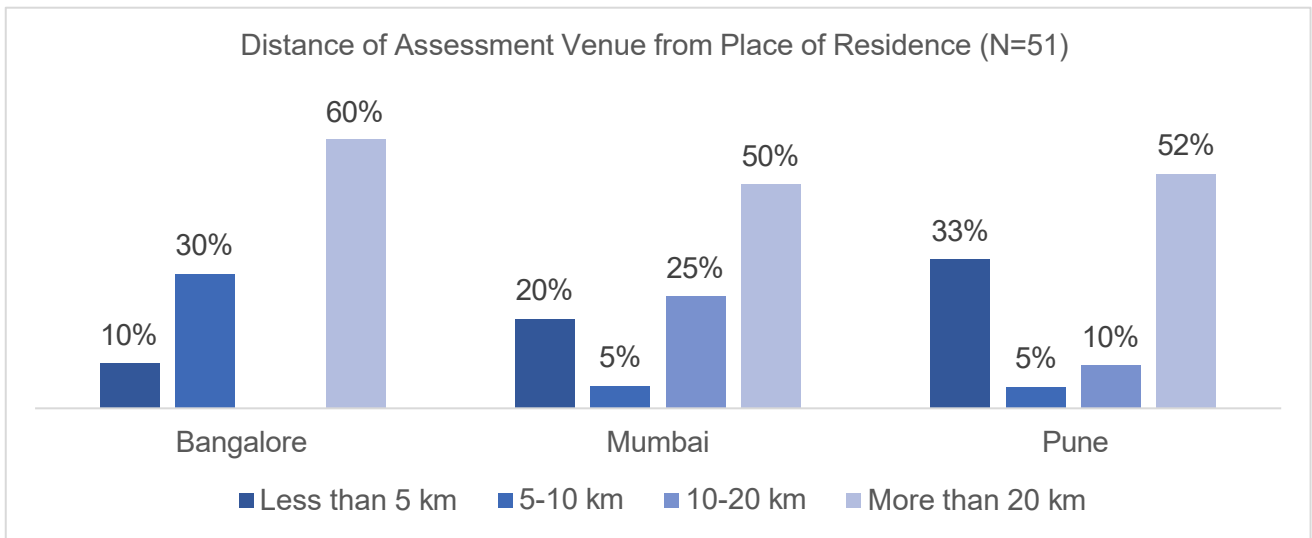 Distance of Assessment Venue from Place of Residence (N=51)
60%
50%
52%
30%
33%
20%
25%
10%
5%
5%
10%
Bangalore
Mumbai
Pune
Less than 5 km
5-10 km
10-20 km
More than 20 km